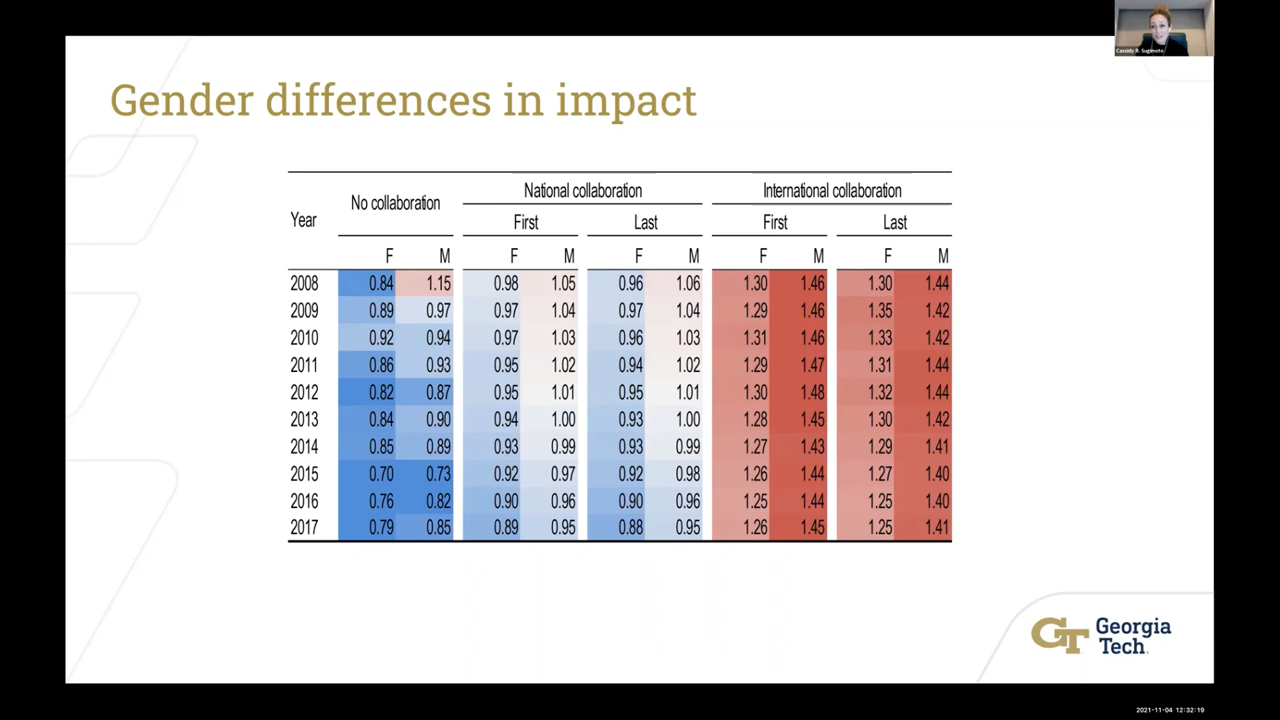 Cassidy R. Sugimoto
Gender differences in impact
Year No collaboration National collaboration International collaboration
First Last First Last
F M F M F M F M F M
2008 0.84 1.15 0.98 1.05 0.96 1.06 1.30 1.46 1.30 1.44
2009 0.89 0.97 0.97 1.04 0.97 1.04 1.29 1.46 1.35 1.42
2010 0.92 0.94 0.97 1.03 0.96 1.03 1.31 1.46 1.33 1.42
2011 0.86 0.93 0.95 1.02 0.94 1.02 1.29 1.47 1.31 1.44
2012 0.82 0.87 0.95 1.01 0.95 1.01 1.30 1.48 1.32 1.44
2013 0.84 0.90 0.94 1.00 0.93 1.00 1.28 1.45 1.30 1.42
2014 0.85 0.89 0.93 0.99 0.93 0.99 1.27 1.43 1.29 1.41
2015 0.70 0.73 0.92 0.97 0.92 0.98 1.26 1.44 1.27 1.40
2016 0.76 0.82 0.90 0.96 0.90 0.96 1.25 1.44 1.25 1.40
2017 0.79 0.85 0.89 0.95 0.88 0.95 1.26 1.45 1.25 1.41
GT Georgia
Tech
2021-11-04 12:32:19